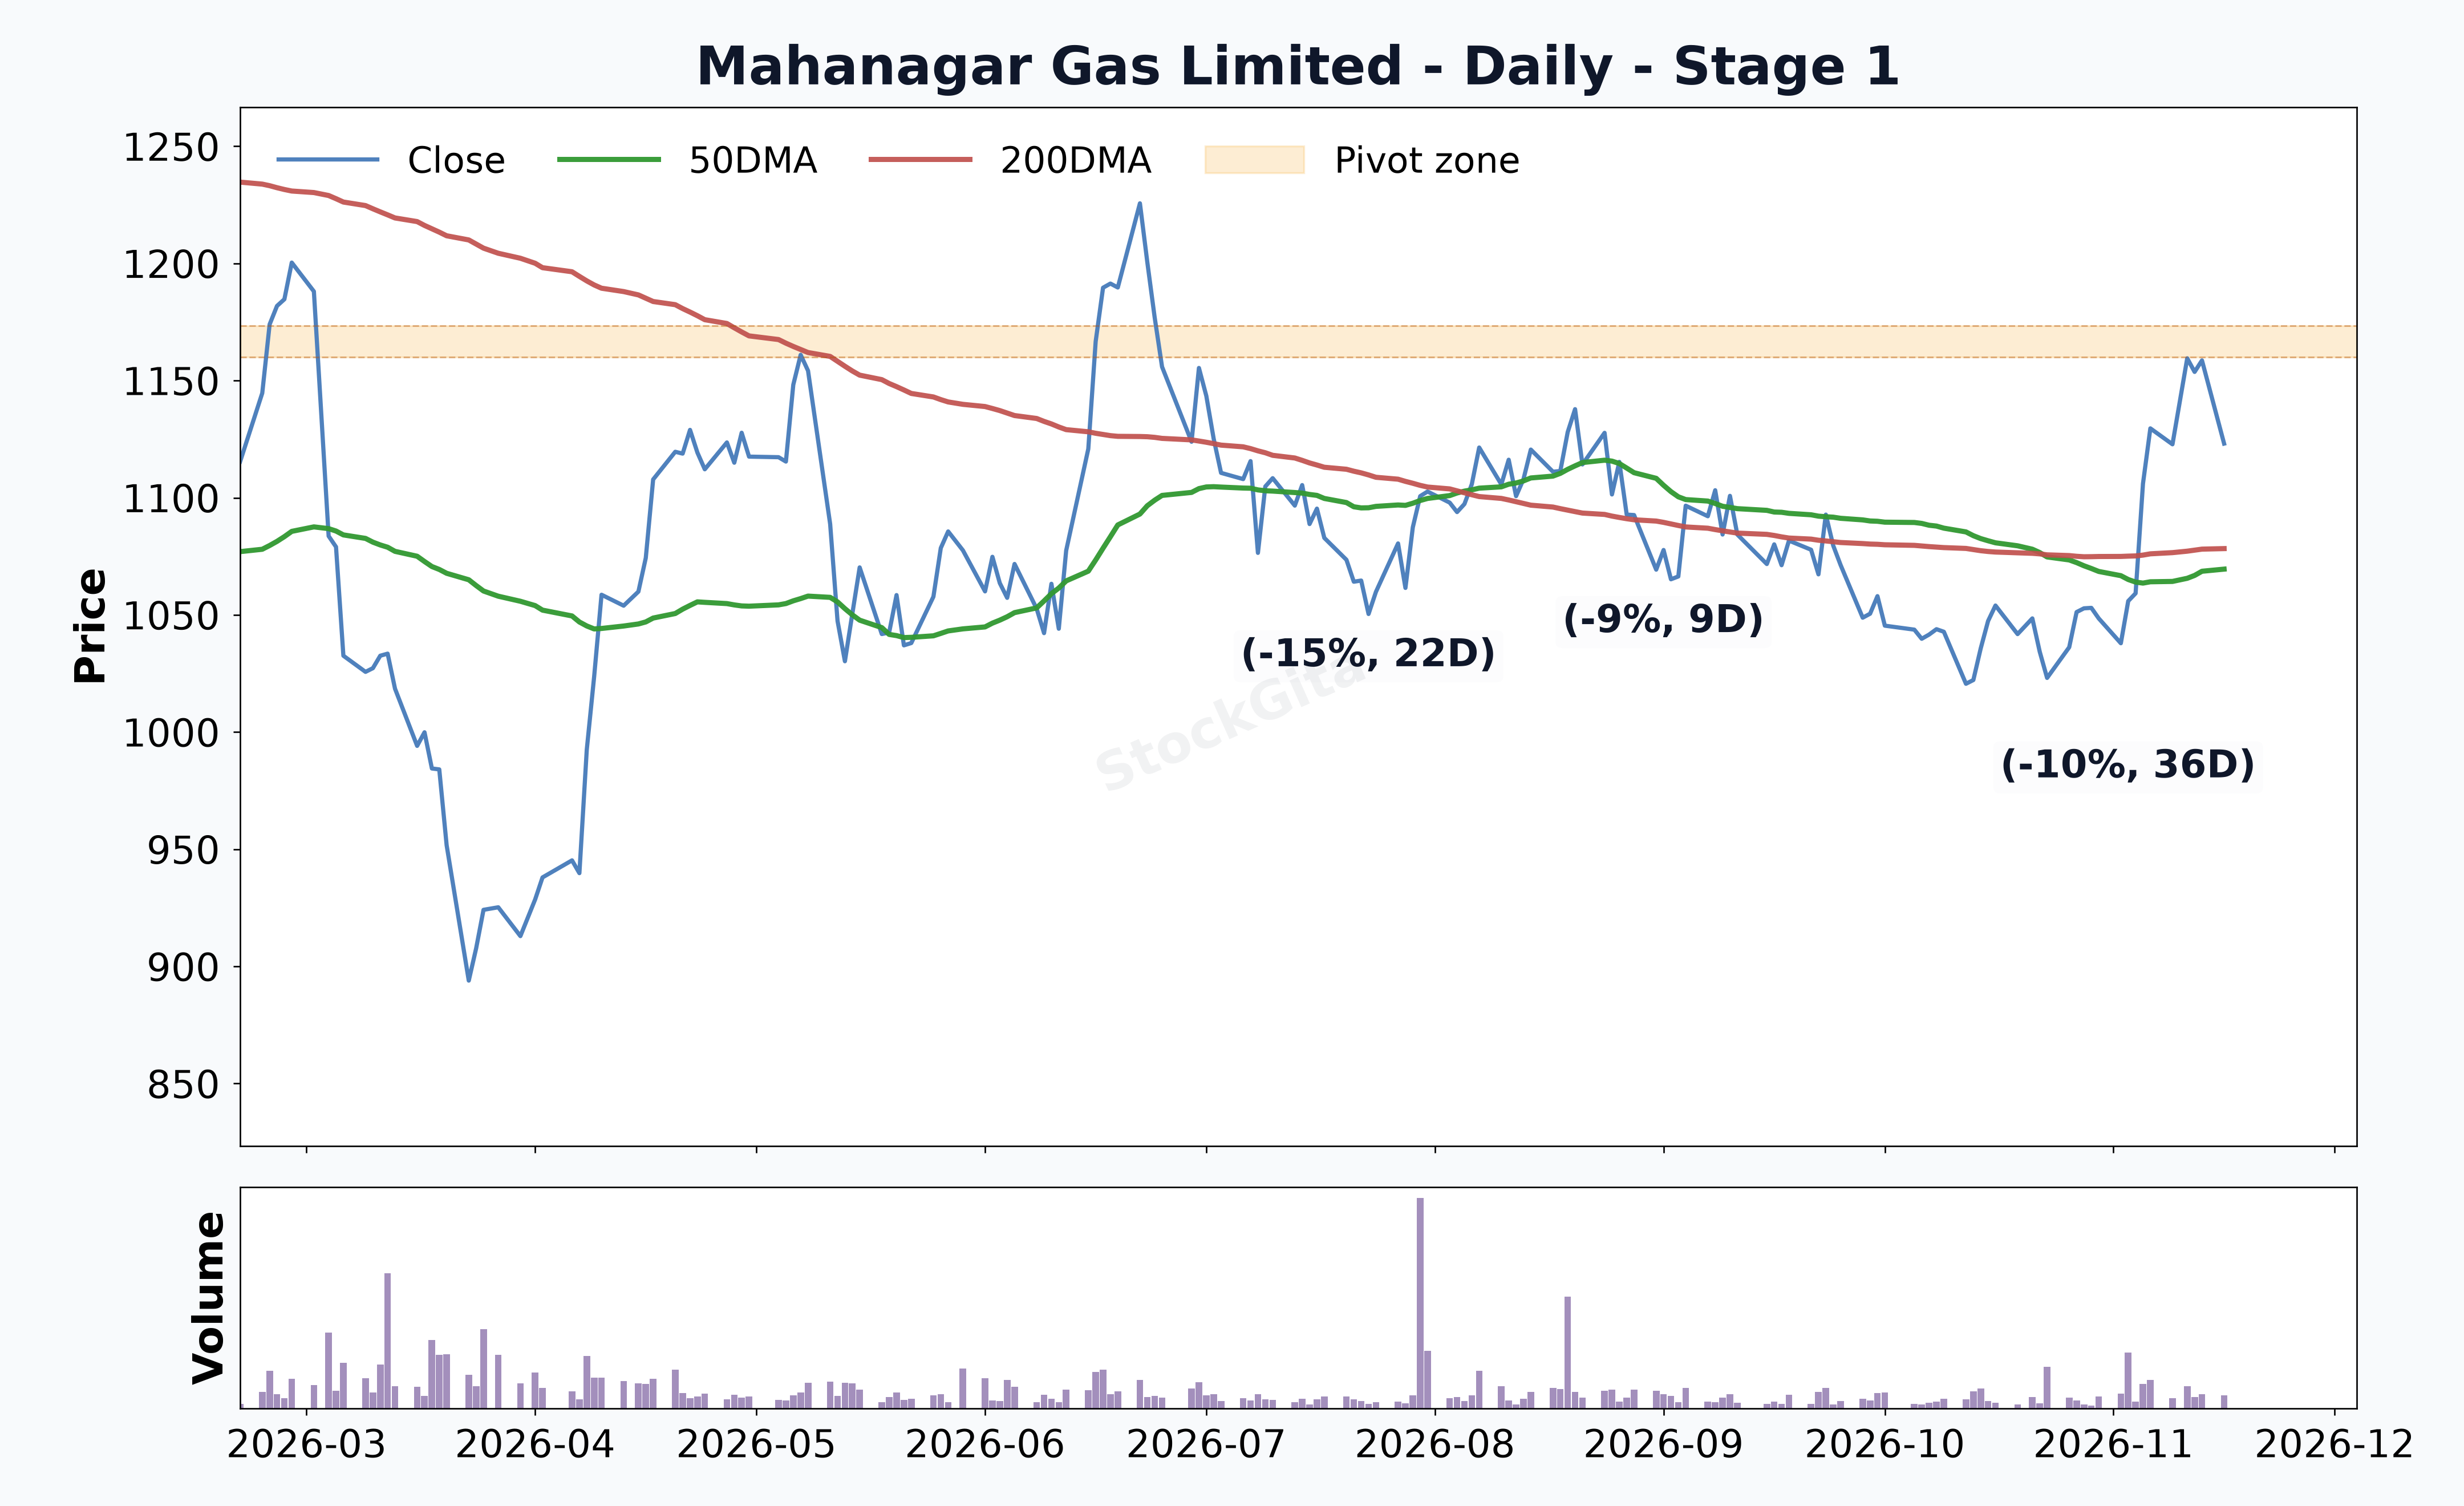 Mahanagar Gas Limited - Daily - Stage 1
Close 50DMA 200DMA Pivot zone
1250
1200
1150
1100
1050
1000
950
900
850
Price
(-15%, 22D)
(-9%, 9D)
(-10%, 36D)
StockGita
Volume
2026-03 2026-04 2026-05 2026-06 2026-07 2026-08 2026-09 2026-10 2026-11 2026-12